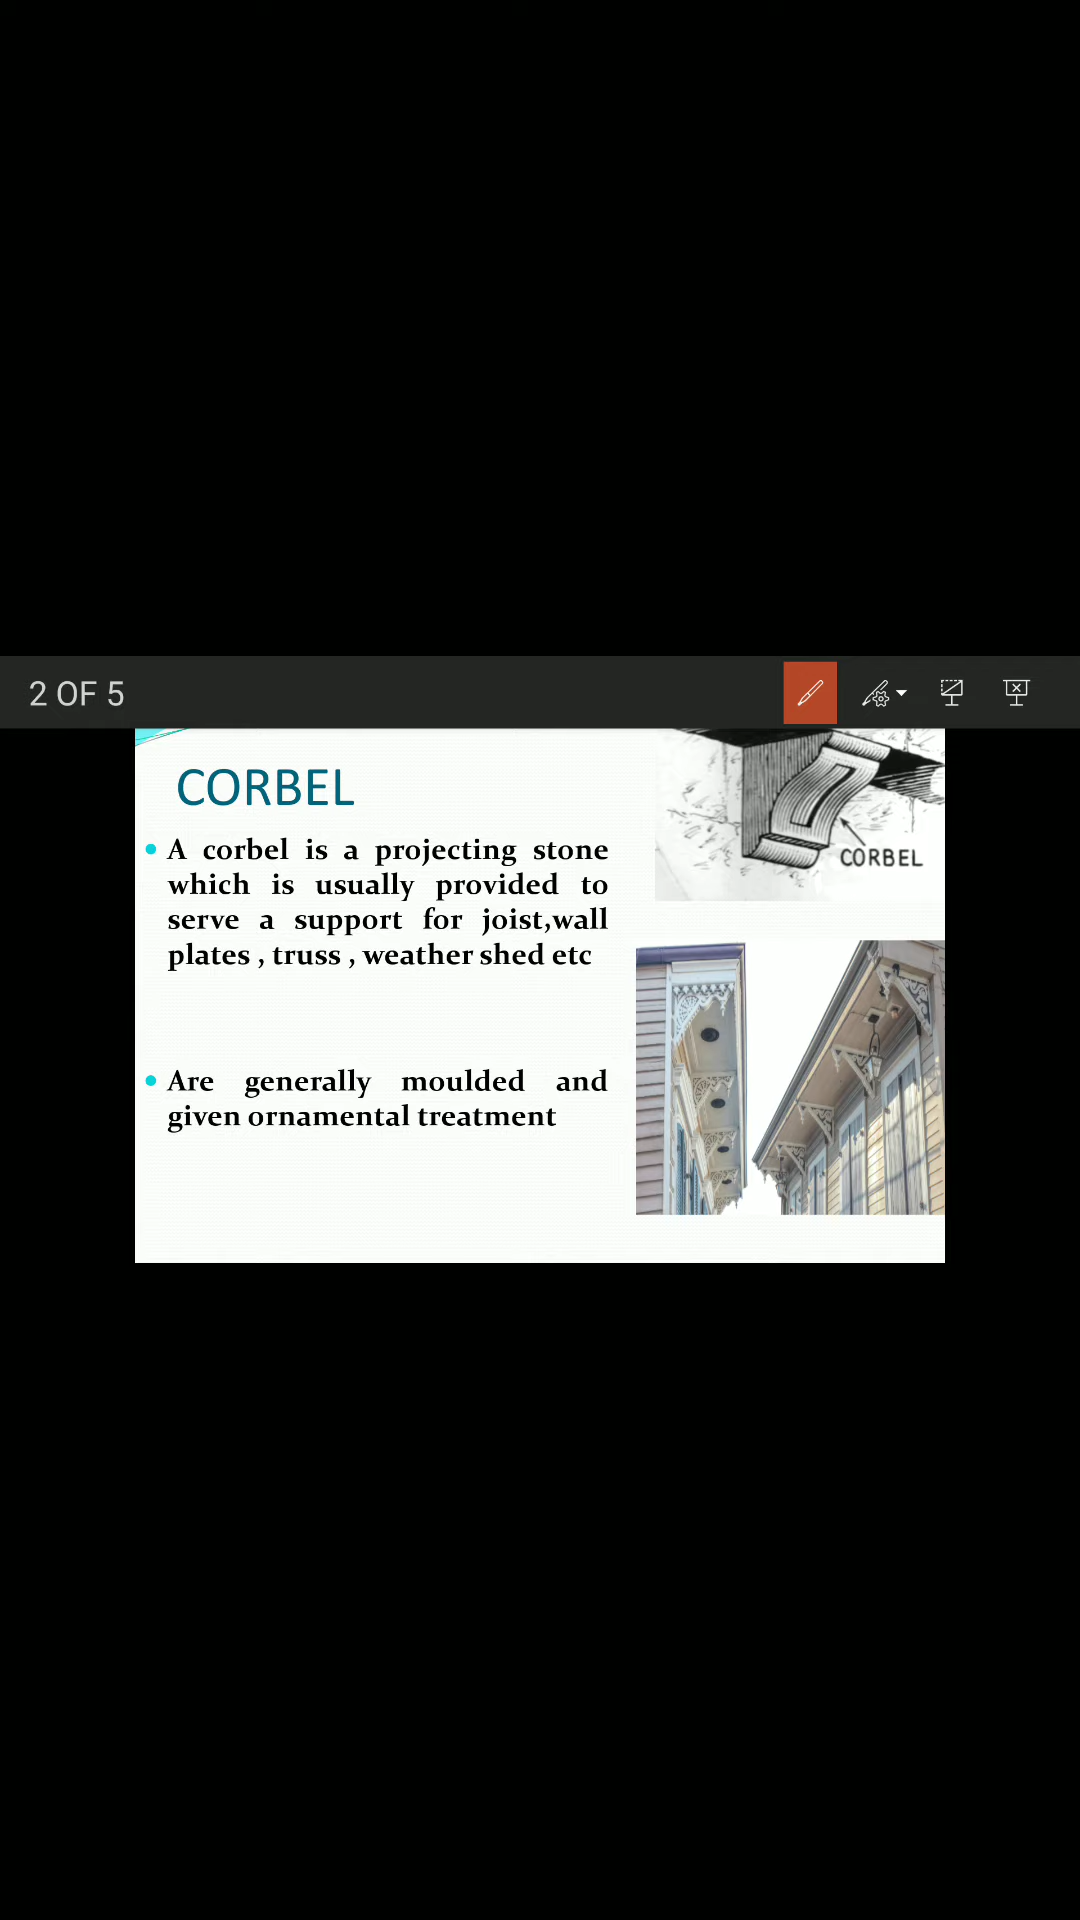 2 OF 5
CORBEL
• A corbel is a projecting stone
which is usually provided to
serve a support for joist,wall
plates , truss , weather shed etc
• Are generally moulded and
given ornamental treatment
CORBEL